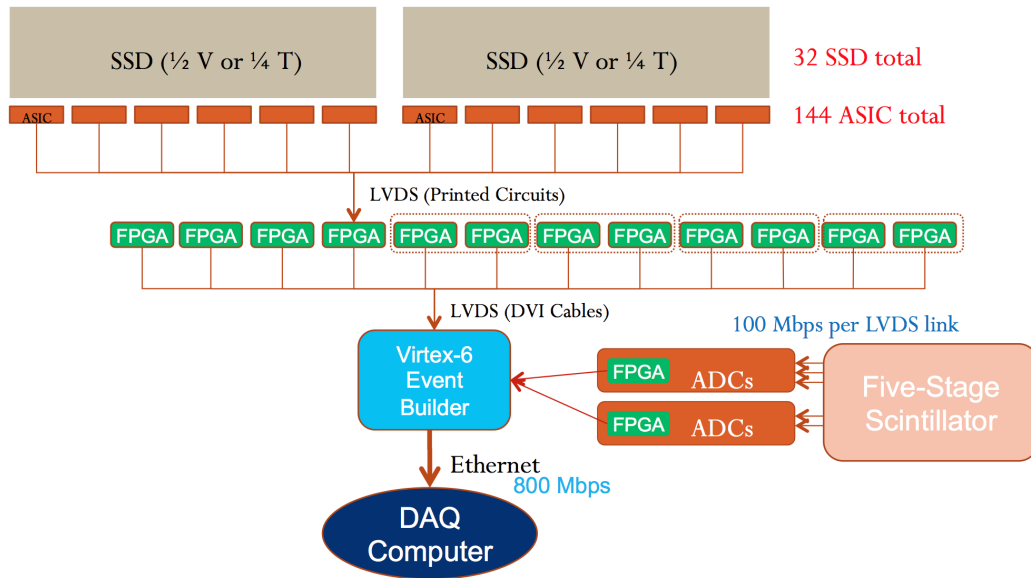 SSD (½ V or ¼ T)
SSD (½ V or ¼ T)
32 SSD total
ASIC
ASIC
144 ASIC total
LVDS (Printed Circuits)
FPGA FPGA FPGA FPGA FPGA FPGA FPGA FPGA FPGA FPGA FPGA FPGA
LVDS (DVI Cables)
100 Mbps per LVDS link
Virtex-6
Event
Builder
FPGA
ADCs
FPGA
ADCs
Five-Stage
Scintillator
Ethernet
800 Mbps
DAQ
Computer